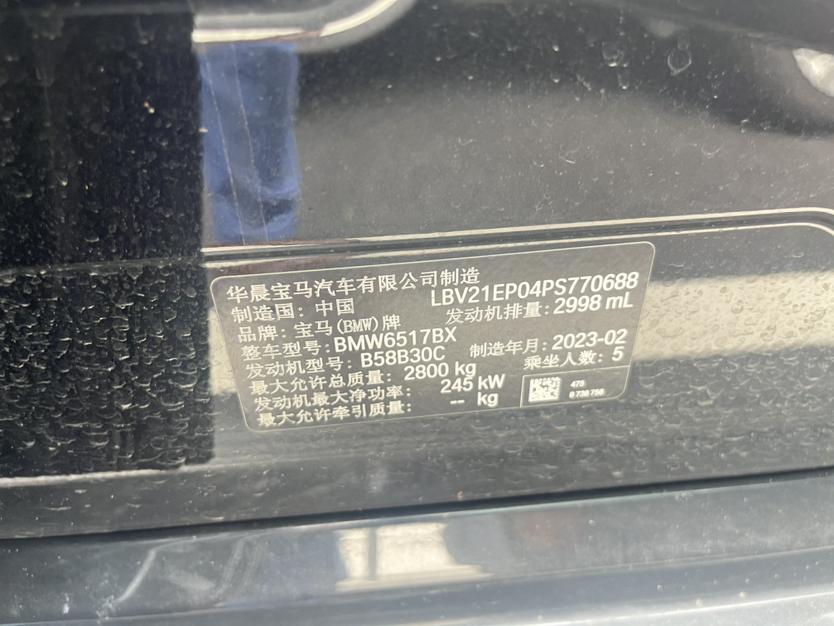 华晨宝马汽车有限公司制造
制造国：中国 LBV21EP04PS770688
品牌：宝马(BMW)牌 发动机排量：2998 mL
整车型号：BMW6517BX
发动机型号：B58B30C 制造年月：2023-02
最大允许总质量： 2800 kg 乘坐人数：5
发动机最大净功率： 245 kW
最大允许牵引质量： -- kg
475
0 730 756